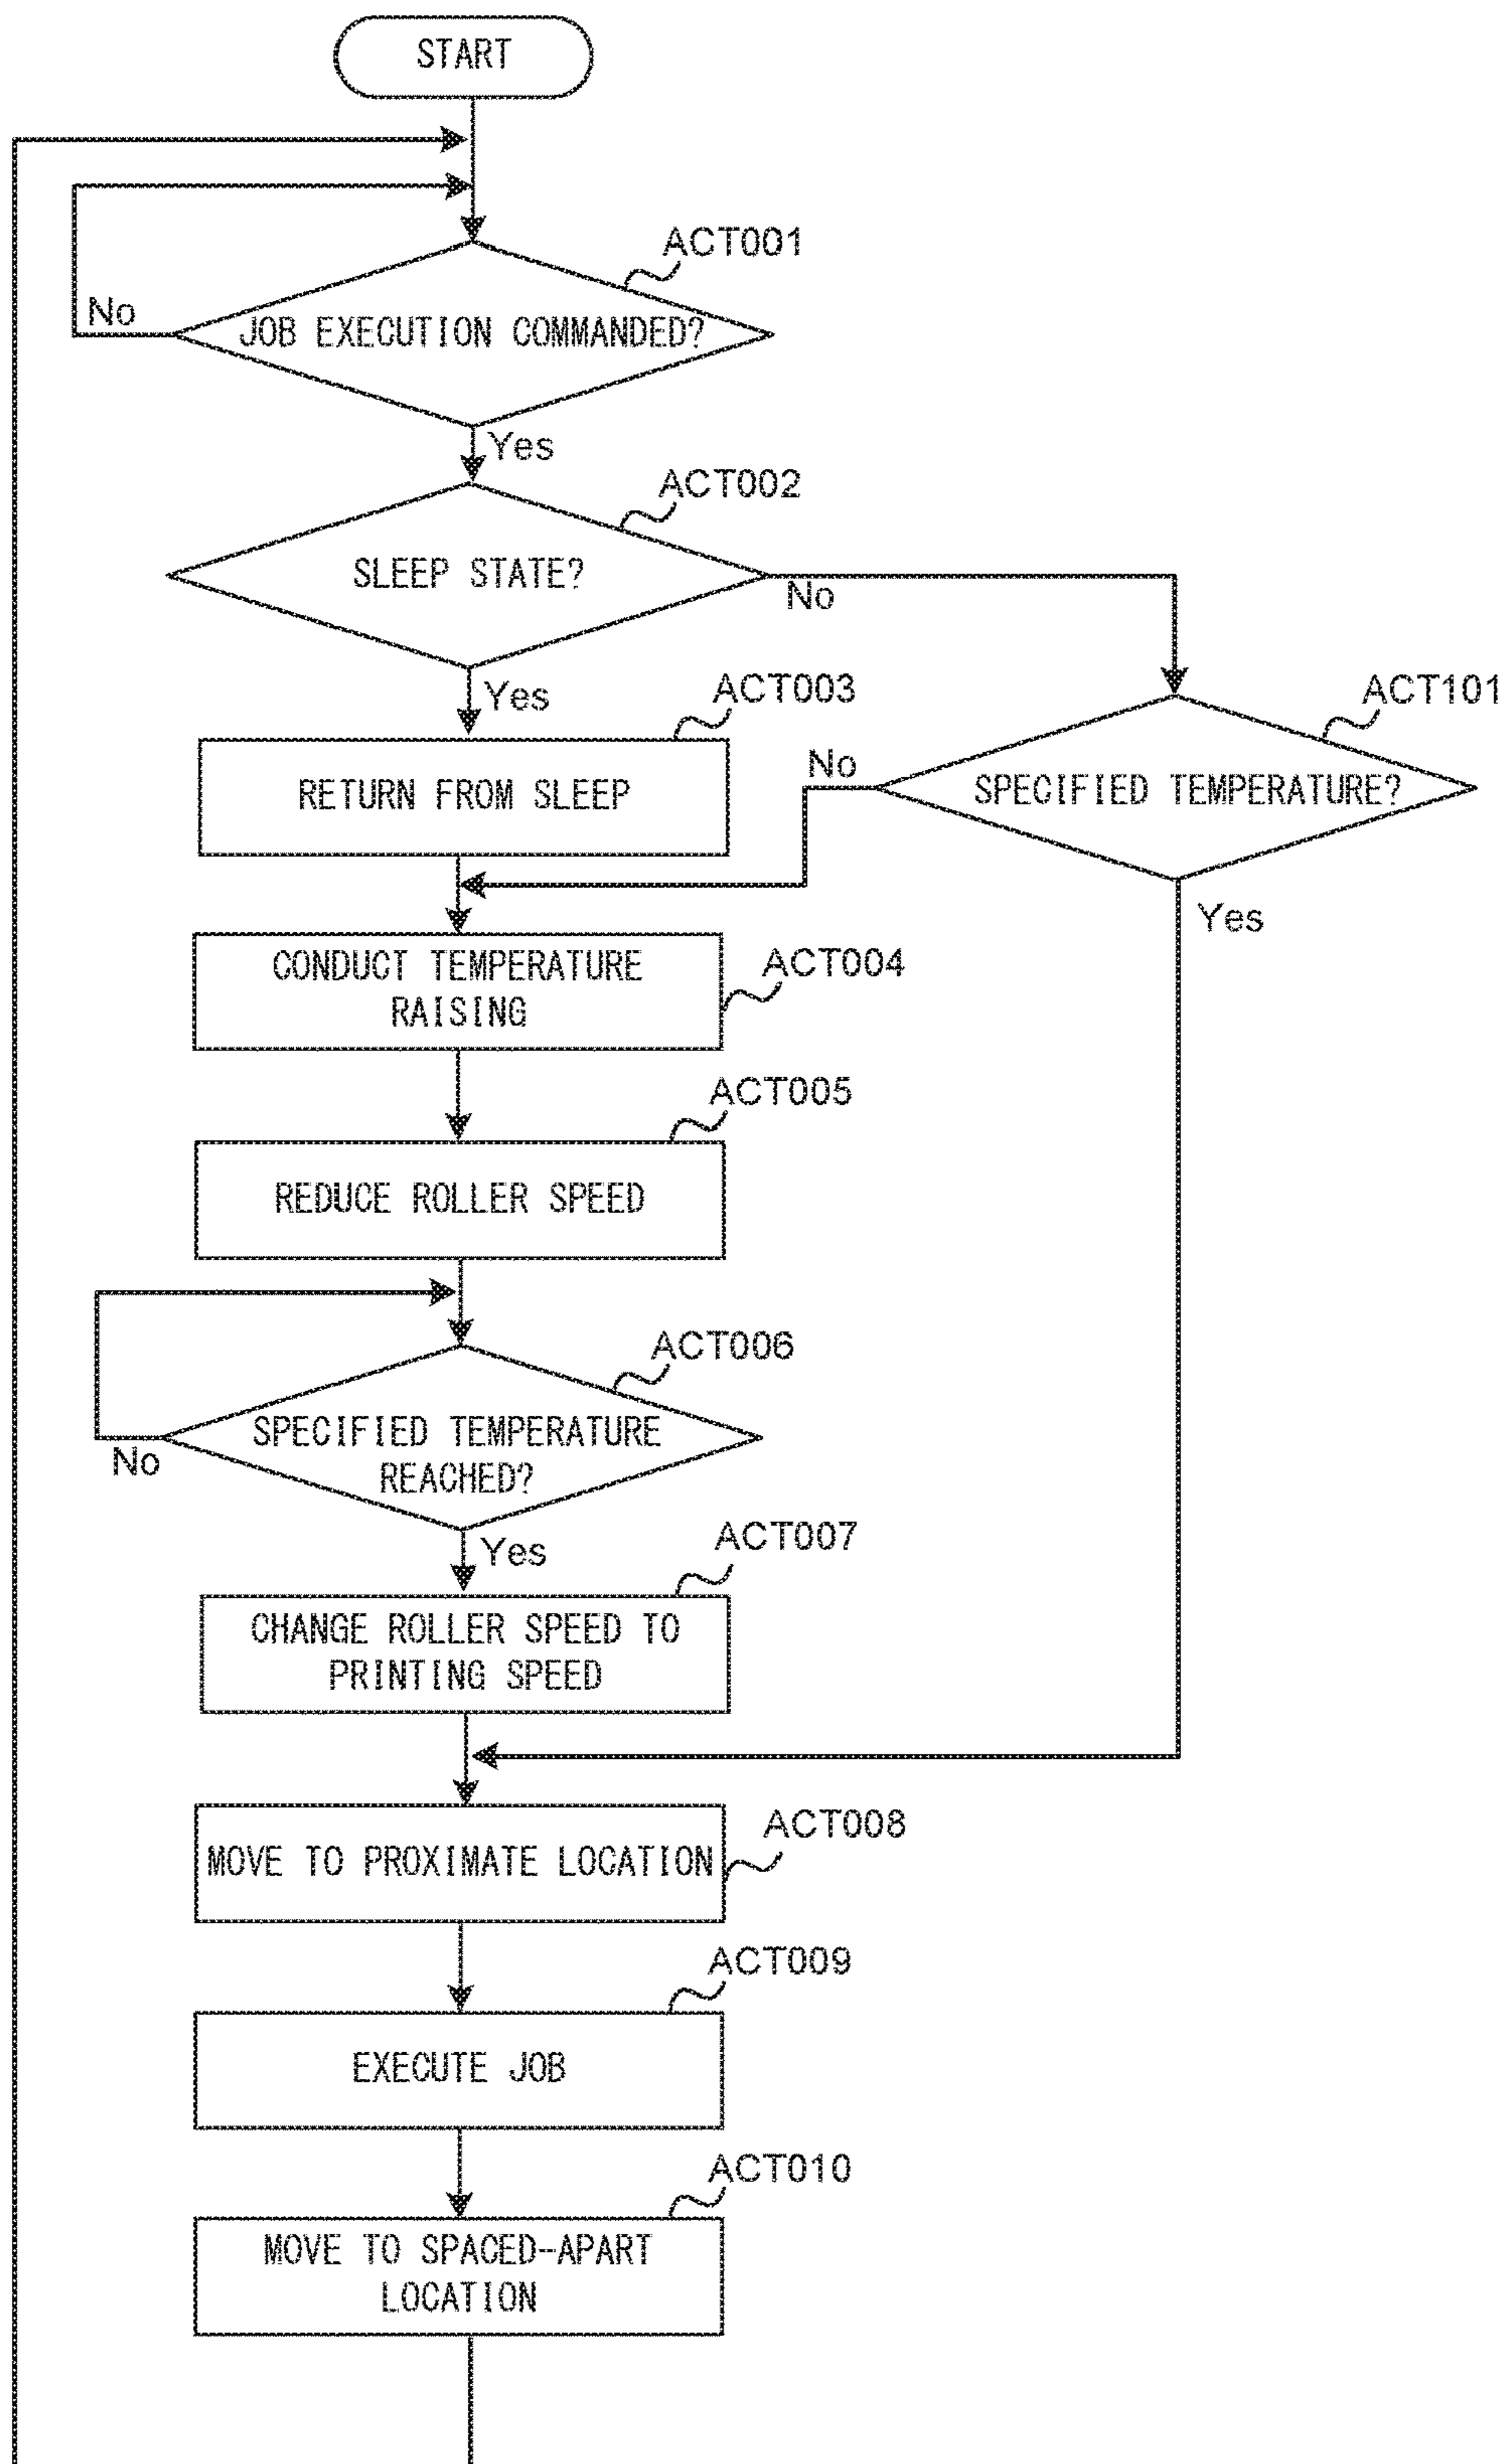 START
ACT001
No
JOB EXECUTION COMMANDED?
Yes
ACT002
SLEEP STATE?
No
Yes
ACT003
ACT101
No
RETURN FROM SLEEP
SPECIFIED TEMPERATURE?
Yes
CONDUCT TEMPERATURE
RAISING
ACT004
ACT005
REDUCE ROLLER SPEED
ACT006
SPECIFIED TEMPERATURE
REACHED?
No
Yes
ACT007
CHANGE ROLLER SPEED TO
PRINTING SPEED
ACT008
MOVE TO PROXIMATE LOCATION
ACT009
EXECUTE JOB
ACT010
MOVE TO SPACED-APART
LOCATION